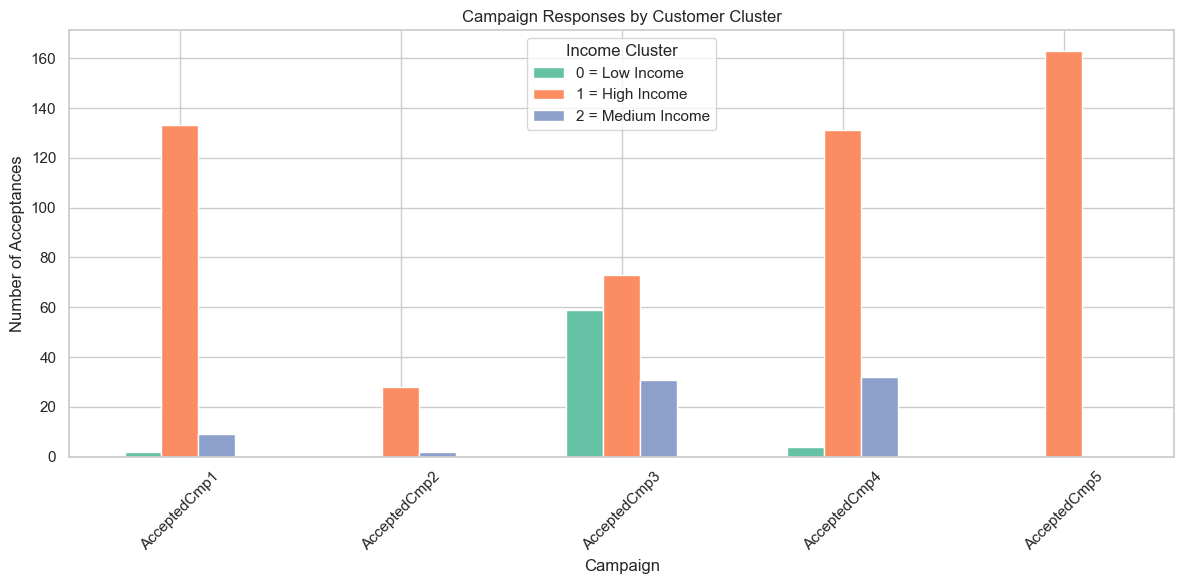 Campaign Responses by Customer Cluster
Income Cluster
0 = Low Income
1 = High Income
2 = Medium Income
Number of Acceptances
160
140
120
100
80
60
40
20
0
AcceptedCmp1
AcceptedCmp2
AcceptedCmp3
AcceptedCmp4
AcceptedCmp5
Campaign